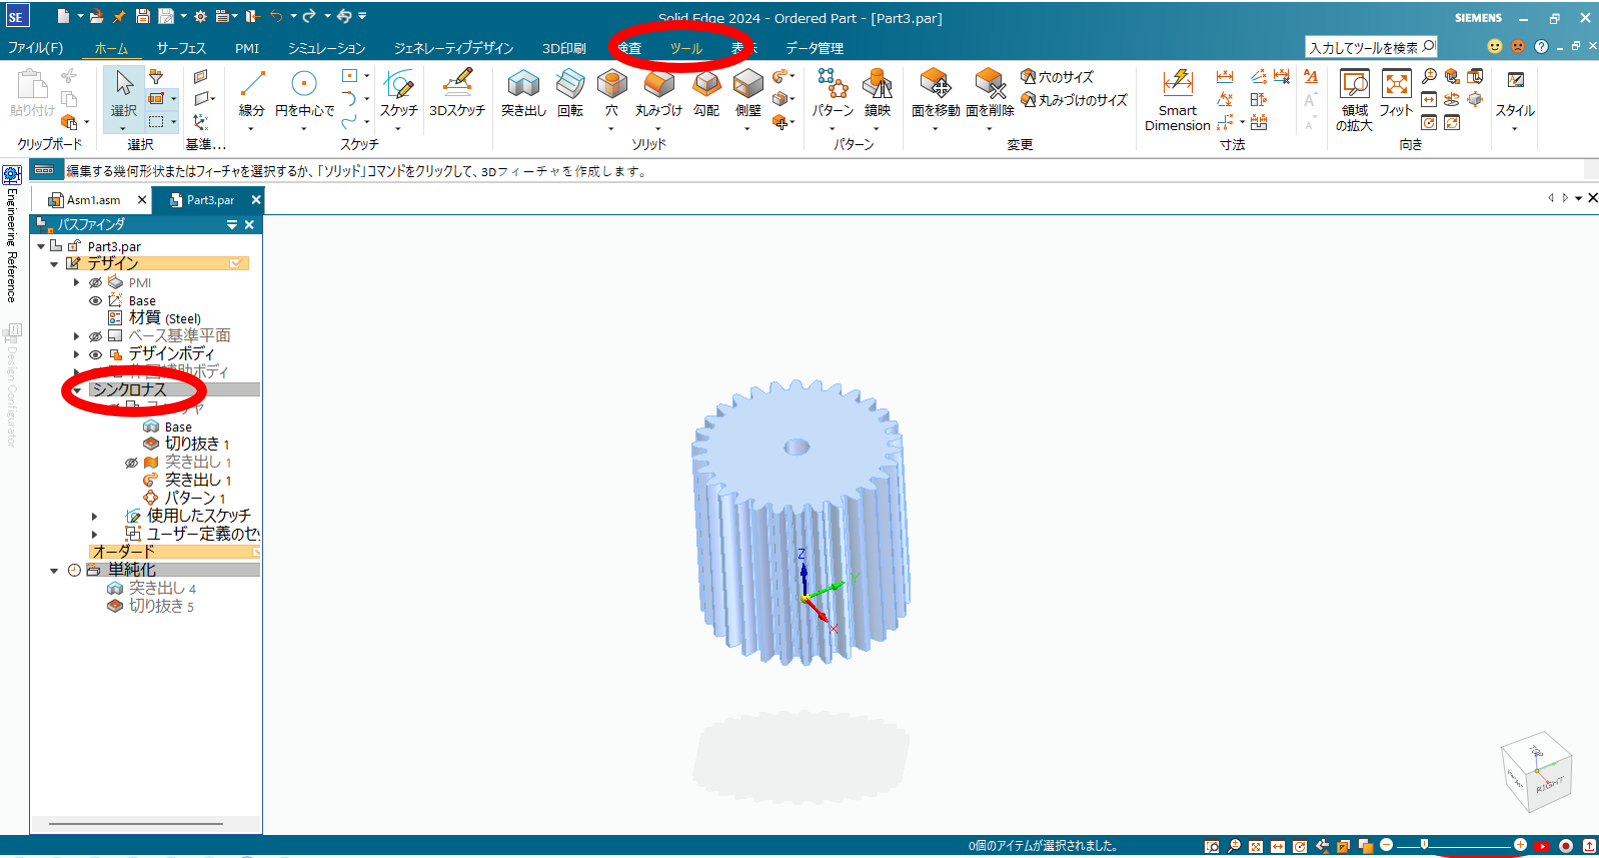 SE
Solid Edge 2024 - Ordered Part - [Part3.par]
SIEMENS
ファイル(F) ホーム サーフェス PMI シミュレーション ジェネレーティブデザイン 3D印刷 検査 ツール 表示 データ管理
入力してツールを検索
貼り付け 選択 線分 円を中心で スケッチ 3Dスケッチ 突き出し 回転 穴 丸みづけ 勾配 側壁 パターン 鏡映 面を移動 面を削除 穴のサイズ
丸みづけのサイズ
Smart
Dimension
領域
の拡大
フィット
スタイル
クリップボード 選択 基準... スケッチ ソリッド パターン 変更 寸法 向き
編集する幾何形状またはフィーチャを選択するか、「ソリッド」コマンドをクリックして、3Dフィーチャを作成します。
Asm1.asm Part3.par
Engineering Reference
Design Configurator
パスファインダ
Part3.par
デザイン
PMI
Base
材質 (Steel)
ベース基準平面
デザインボディ
シンクロナス
Base
切り抜き 1
突き出し 1
突き出し 1
パターン 1
使用したスケッチ
ユーザー定義のセ
オーダード
単純化
突き出し 4
切り抜き 5
Z
Y
X
TOP
FRONT
RIGHT
0個のアイテムが選択されました。